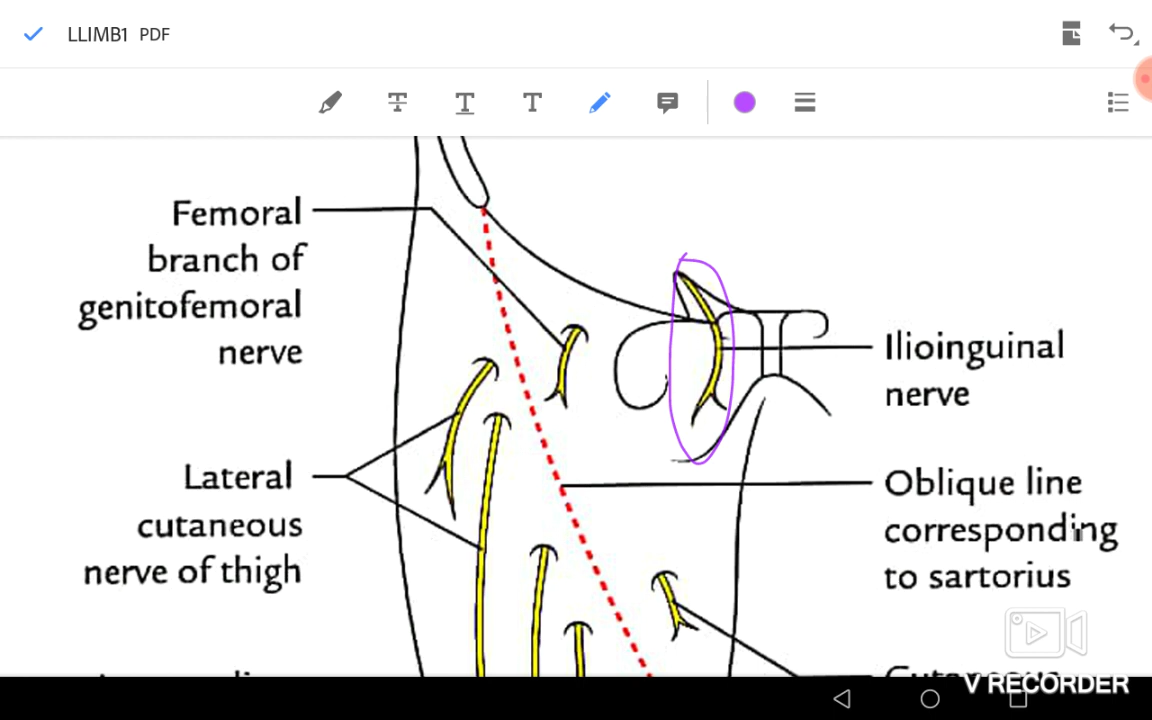 LLIMB1 PDF
T T T
Femoral
branch of
genitofemoral
nerve
Ilioinguinal
nerve
Lateral
cutaneous
nerve of thigh
Oblique line
corresponding
to sartorius
V RECORDER